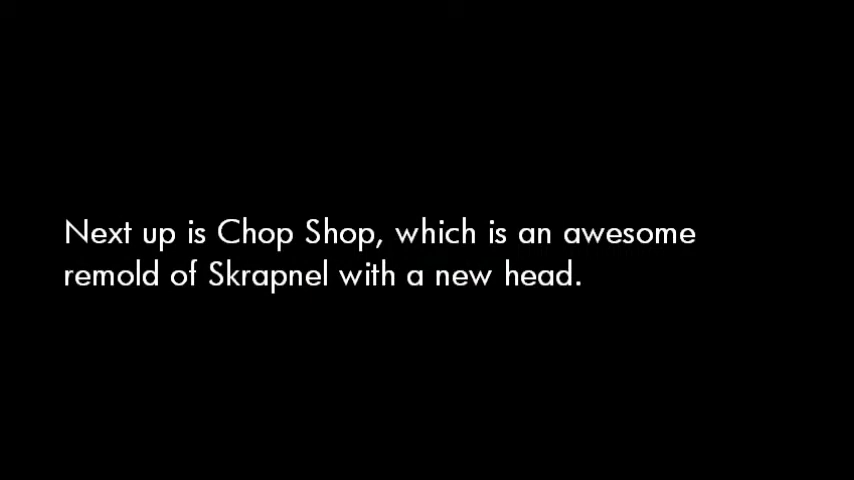 Next up is Chop Shop, which is an awesome
remold of Skrapnel with a new head.